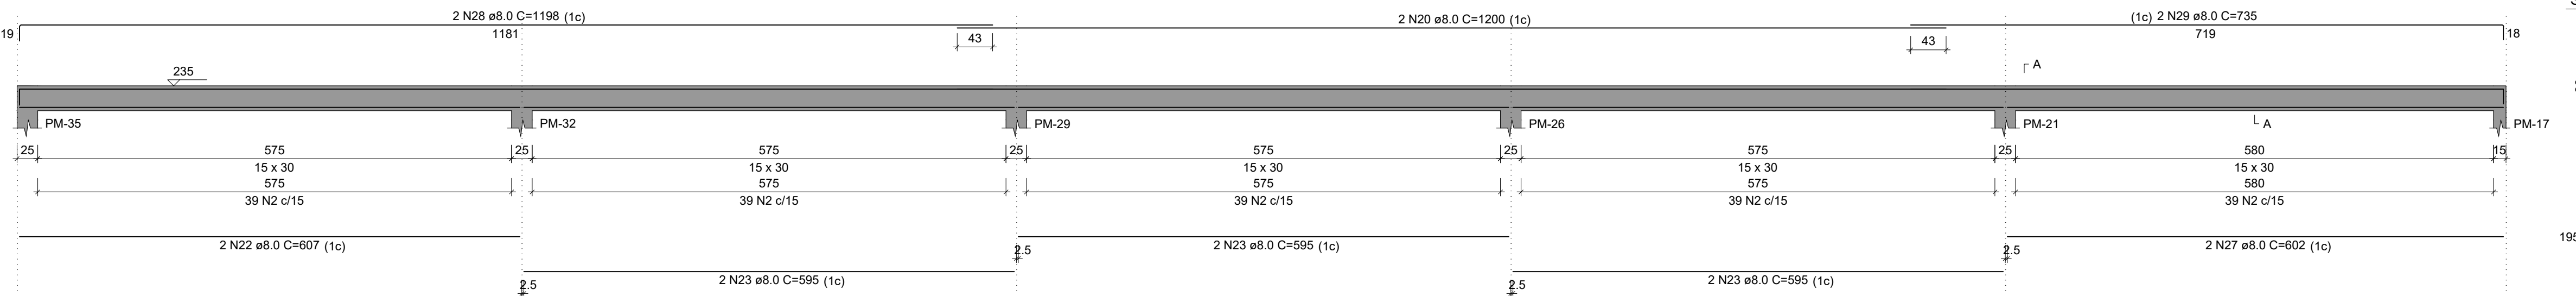 2 N28 ø8.0 C=1198 (1c)
2 N20 ø8.0 C=1200 (1c)
(1c) 2 N29 ø8.0 C=735
19
1181
43
43
719
18
235
A
PM-35
PM-32
PM-29
PM-26
PM-21
A
PM-17
25 575 25 575 25 575 25 575 25 580 15
15 x 30 15 x 30 15 x 30 15 x 30 15 x 30
575 575 575 575 580
39 N2 c/15 39 N2 c/15 39 N2 c/15 39 N2 c/15 39 N2 c/15
2 N22 ø8.0 C=607 (1c)
2.5
2 N23 ø8.0 C=595 (1c)
2.5
2 N27 ø8.0 C=602 (1c)
195
2.5
2 N23 ø8.0 C=595 (1c)
2.5
2 N23 ø8.0 C=595 (1c)